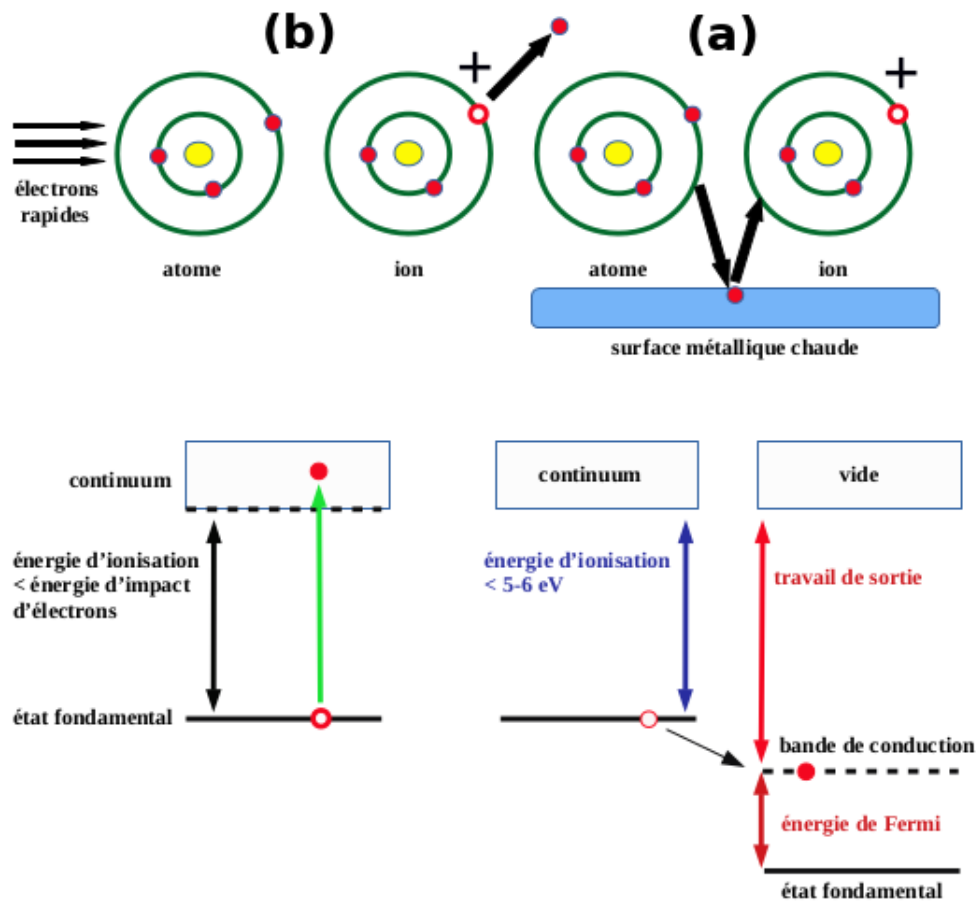 (b)
(a)
+
+
électrons
rapides
atome
ion
atome
ion
surface métallique chaude
continuum
énergie d’ionisation
< énergie d’impact
d’électrons
état fondamental
continuum
énergie d’ionisation
< 5-6 eV
vide
travail de sortie
bande de conduction
énergie de Fermi
état fondamental